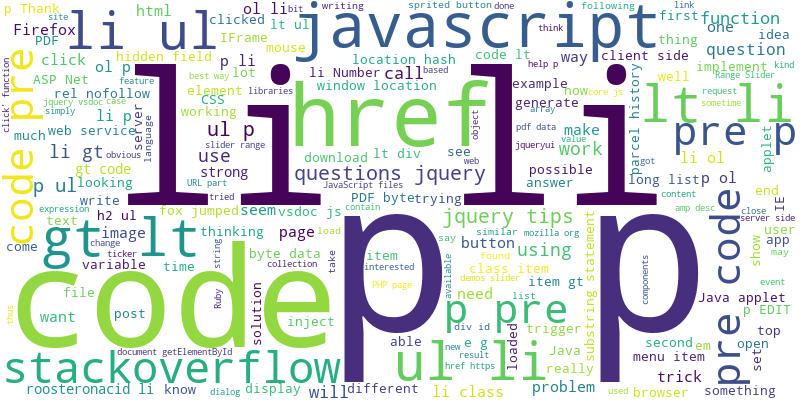 site
p Thank
html
ol li
bit
writing
sprited button
done
following
link
Firefox
PDF
li ul
clicked
lt ul
IFrame
mouse
javascript
think
site
first
function
one
idea
thing
question
click
hidden field
p li
location hash
code lt
way
client side
implement
kind
ASP Net
ol p
lot
li Number
call
based
well
Range Slider
rel nofollow
element
window location
how
core js
jquery vsdoc
case
css
best way
libraries
example
generate
array
parcel history
request
sometime
lt li
code pre
li li
href
simply
li p
working
server
language
ul p
slider range
object
pdf data
make
value
applet
pre p
much
web service
obvious
use
download
lt div
see
jqueryui
work
got
li gt
strong
questions jquery
web
possible
li ol
gt code
looking
URL part
JavaScript files
answer
long list
p ol
content
end
IE
p ul
write
tried
PDF byte
trying
amp desc
close
server side
expression
h2 ul
fox jumped
seem
vsdoc js
contain
jquery tips
similar
mozilla org
text
image
thinking
page
load
say
button
using
user
app
may
come
change
ticker
variable
time
byte data
collection
item
found
class item
substring statement
show
gt lt
code
p p
pre code
interested
demos slider
item gt
components
Java applet
event
file
string
Ruby
take
PHP page
available
need
list
p EDIT
thus
want
post
solution
inject
able
p pre
div id
trigger
second
em
top
open
set
document getElementById
loaded
new
e g
result
href https
Java
really
menu item
stackoverflow
ul li
problem
trick
something
roosteronacid li
know
dialog
display
will
different
li class
used
browser
click' function
feature